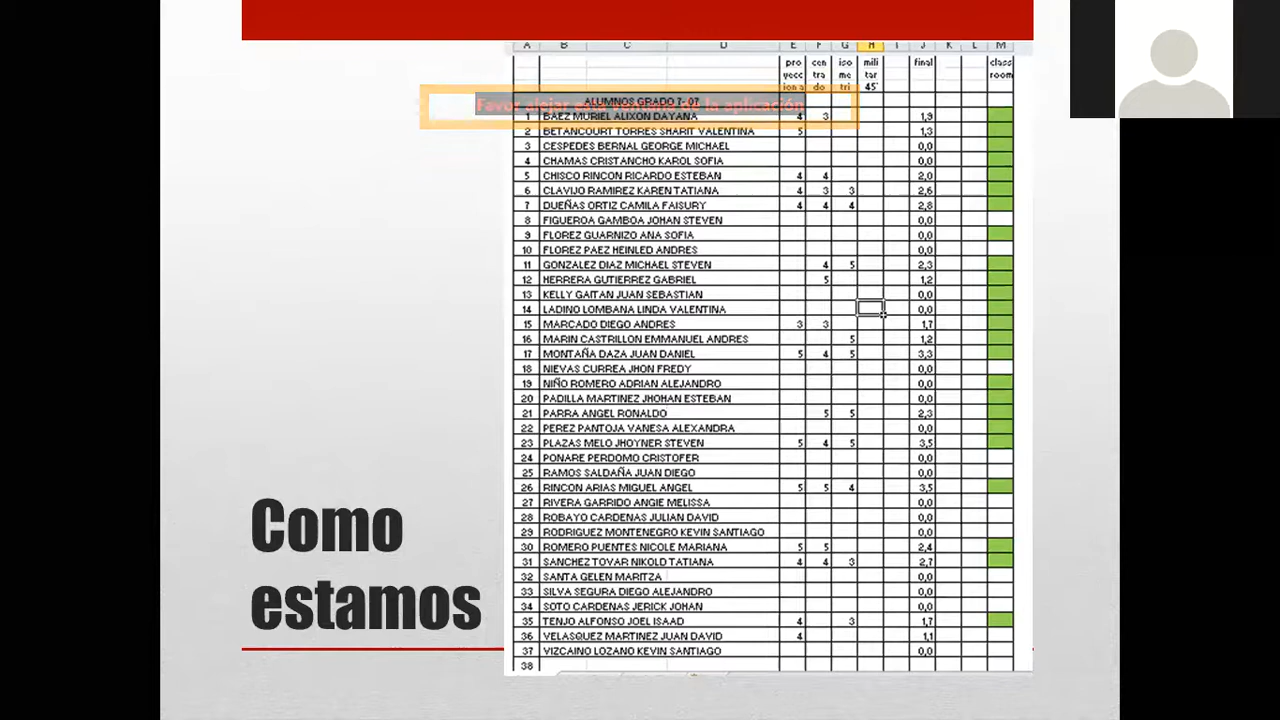 A B C D E F G H I J K L M
pro yecci on a cen tra do iso me tri mili tar 45° final class room
ALUMNOS GRADO 7- 07
Favor alejar esta ventana de la aplicación
1 BAEZ MURIEL ALIXON DAYANA 4 3 1,9
2 BETANCOURT TORRES SHARIT VALENTINA 5 1,3
3 CESPEDES BERNAL GEORGE MICHAEL 0,0
4 CHAMAS CRISTANCHO KAROL SOFIA 0,0
5 CHISCO RINCON RICARDO ESTEBAN 4 4 2,0
6 CLAVIJO RAMIREZ KAREN TATIANA 4 3 3 2,6
7 DUEÑAS ORTIZ CAMILA FAISURY 4 4 4 2,8
8 FIGUEROA GAMBOA JOHAN STEVEN 0,0
9 FLOREZ GUARNIZO ANA SOFIA 0,0
10 FLOREZ PAEZ HEINLED ANDRES 0,0
11 GONZALEZ DIAZ MICHAEL STEVEN 4 5 2,3
12 HERRERA GUTIERREZ GABRIEL 5 1,2
13 KELLY GAITAN JUAN SEBASTIAN 0,0
14 LADINO LOMBANA LINDA VALENTINA 0,0
15 MARCADO DIEGO ANDRES 3 3 1,7
16 MARIN CASTRILLON EMMANUEL ANDRES 5 1,2
17 MONTAÑA DAZA JUAN DANIEL 5 4 5 3,3
18 NIEVAS CURREA JHON FREDY 0,0
19 NIÑO ROMERO ADRIAN ALEJANDRO 0,0
20 PADILLA MARTINEZ JHOHAN ESTEBAN 0,0
21 PARRA ANGEL RONALDO 5 5 2,3
22 PEREZ PANTOJA VANESA ALEXANDRA 0,0
23 PLAZAS MELO JHOYNER STEVEN 5 4 5 3,5
24 PONARE PERDOMO CRISTOFER 0,0
25 RAMOS SALDAÑA JUAN DIEGO 0,0
26 RINCON ARIAS MIGUEL ANGEL 5 5 4 3,5
27 RIVERA GARRIDO ANGIE MELISSA 0,0
28 ROBAYO CARDENAS JULIAN DAVID 0,0
29 RODRIGUEZ MONTENEGRO KEVIN SANTIAGO 0,0
30 ROMERO PUENTES NICOLE MARIANA 5 5 2,4
31 SANCHEZ TOVAR NIKOLD TATIANA 4 4 3 2,7
32 SANTA GELEN MARITZA 0,0
33 SILVA SEGURA DIEGO ALEJANDRO 0,0
34 SOTO CARDENAS JERICK JOHAN 0,0
35 TENJO ALFONSO JOEL ISAAD 4 3 1,7
36 VELASQUEZ MARTINEZ JUAN DAVID 4 1,1
37 VIZCAINO LOZANO KEVIN SANTIAGO 0,0
38
Como
estamos